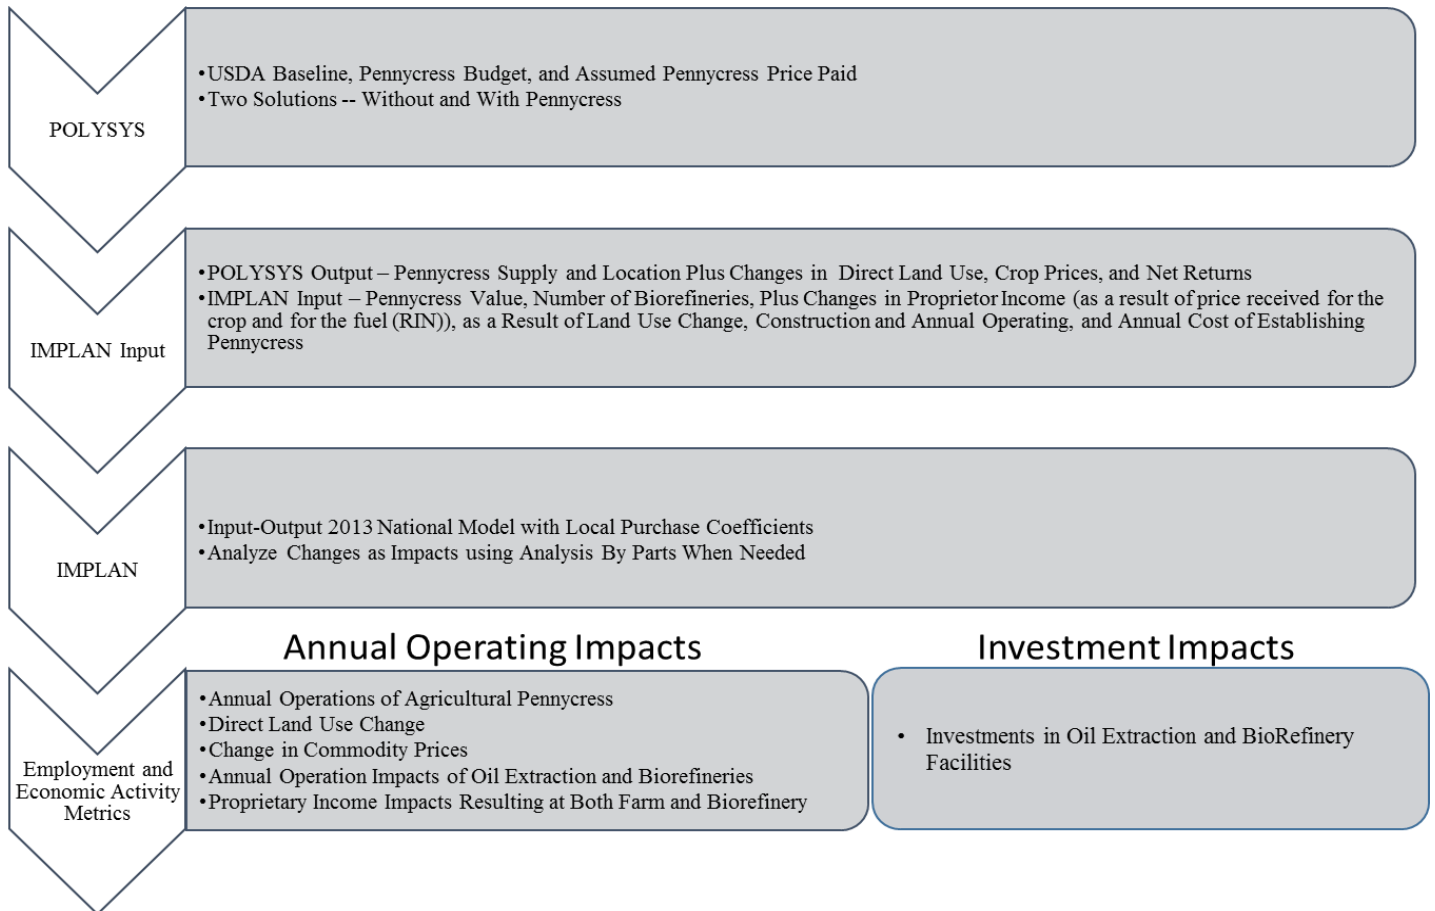 POLYSYS
•USDA Baseline, Pennycress Budget, and Assumed Pennycress Price Paid
•Two Solutions -- Without and With Pennycress
IMPLAN Input
•POLYSYS Output – Pennycress Supply and Location Plus Changes in Direct Land Use, Crop Prices, and Net Returns
•IMPLAN Input – Pennycress Value, Number of Biorefineries, Plus Changes in Proprietor Income (as a result of price received for the
crop and for the fuel (RIN)), as a Result of Land Use Change, Construction and Annual Operating, and Annual Cost of Establishing
Pennycress
IMPLAN
•Input-Output 2013 National Model with Local Purchase Coefficients
•Analyze Changes as Impacts using Analysis By Parts When Needed
Employment and
Economic Activity
Metrics
Annual Operating Impacts
•Annual Operations of Agricultural Pennycress
•Direct Land Use Change
•Change in Commodity Prices
•Annual Operation Impacts of Oil Extraction and Biorefineries
•Proprietary Income Impacts Resulting at Both Farm and Biorefinery
Investment Impacts
• Investments in Oil Extraction and BioRefinery
Facilities